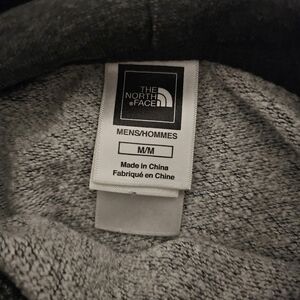 THE
NORTH
FACE
MENS/HOMMES
M/M
Made in China
Fabriqué en Chine